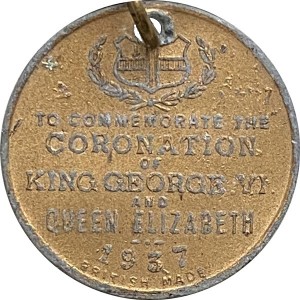 TO COMMEMORATE THE
CORONATION
OF
KING GEORGE VI.
AND
QUEEN ELIZABETH
1937
BRITISH MADE